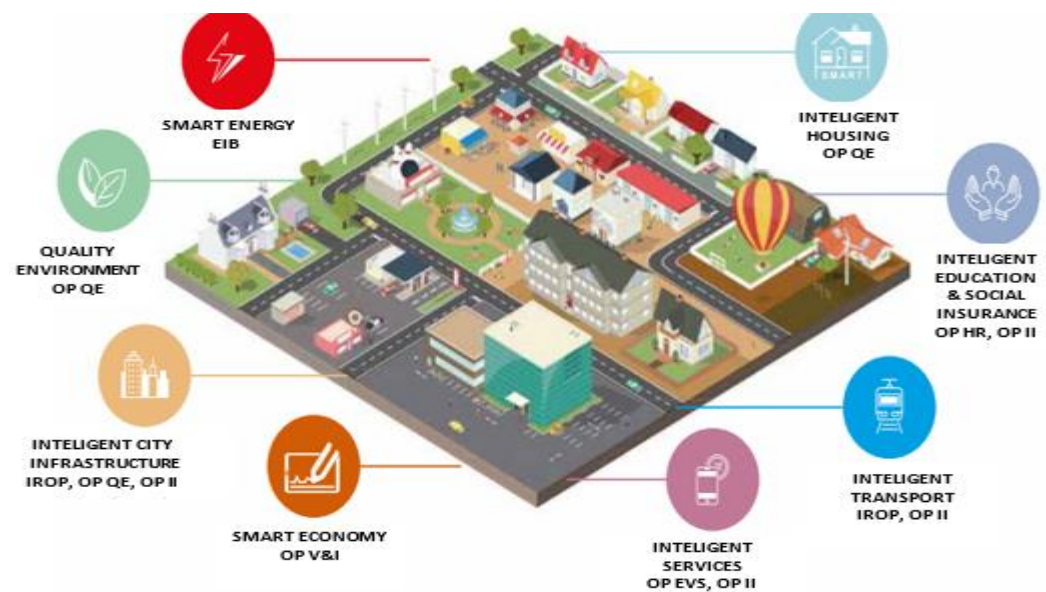 SMART ENERGY
EIB
SMART
INTELIGENT
HOUSING
OP QE
QUALITY
ENVIRONMENT
OP QE
INTELIGENT
EDUCATION
& SOCIAL
INSURANCE
OP HR, OP II
INTELIGENT CITY
INFRASTRUCTURE
IROP, OP QE, OP II
INTELIGENT
TRANSPORT
IROP, OP II
SMART ECONOMY
OP V&I
INTELIGENT
SERVICES
OP EVS, OP II